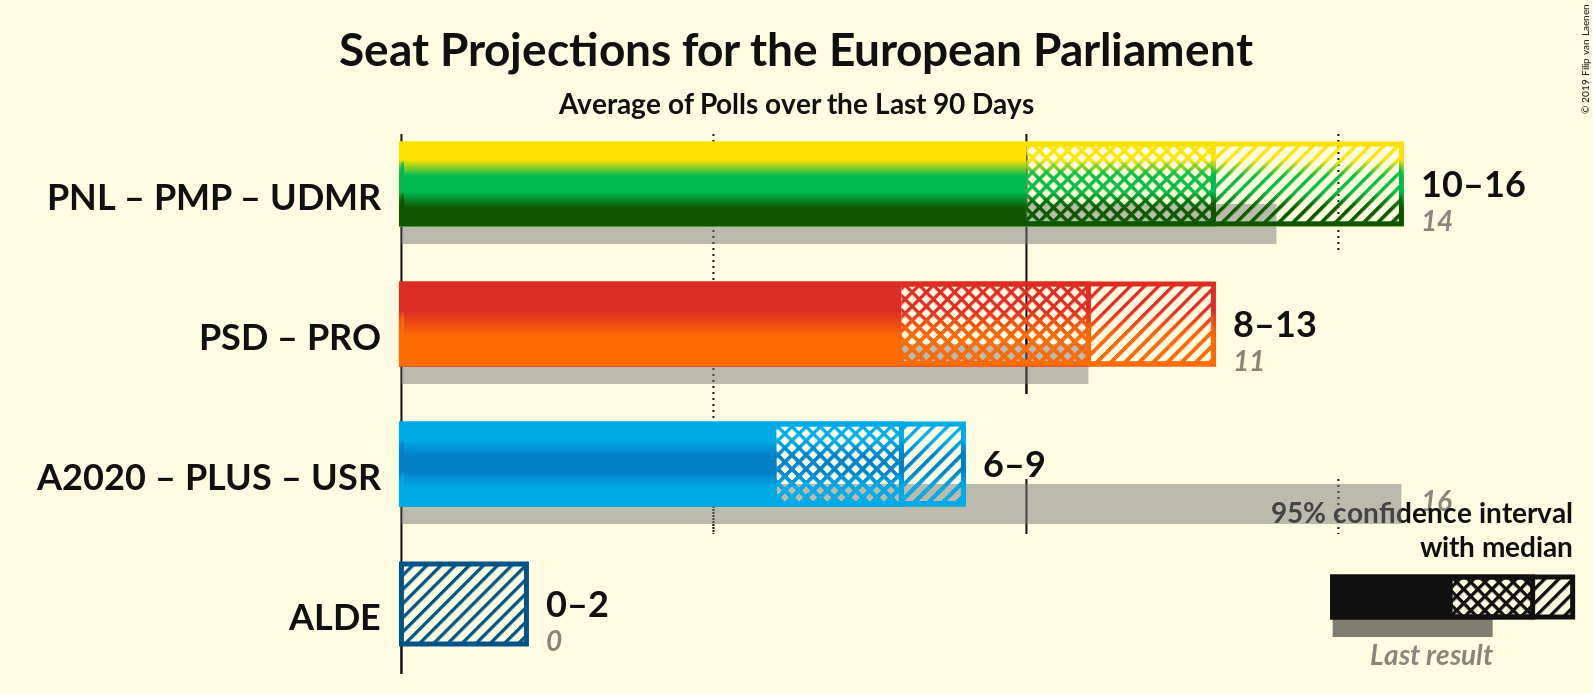 Seat Projections for the European Parliament
Average of Polls over the Last 90 Days
© 2019 Filip van Laenen
PNL – PMP – UDMR
10–16
14
PSD – PRO
8–13
11
A2020 – PLUS – USR
6–9
16
95% confidence interval
with median
ALDE
0–2
0
Last result